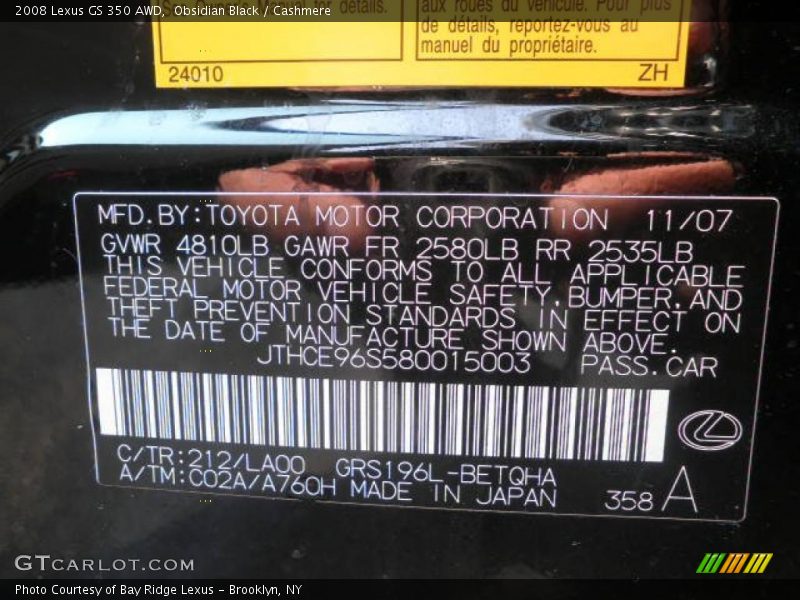 2008 Lexus GS 350 AWD, Obsidian Black / Cashmere
details.
aux roues du véhicule. Pour plus
de détails, reportez-vous au
manuel du propriétaire.
24010
ZH
MFD.BY:TOYOTA MOTOR CORPORATION 11/07
GVWR 4810LB GAWR FR 2580LB RR 2535LB
THIS VEHICLE CONFORMS TO ALL APPLICABLE
FEDERAL MOTOR VEHICLE SAFETY,BUMPER,AND
THEFT PREVENTION STANDARDS IN EFFECT ON
THE DATE OF MANUFACTURE SHOWN ABOVE.
JTHCE96S580015003 PASS.CAR
C/TR:212/LA00 GRS196L-BETQHA
A/TM:C02A/A760H MADE IN JAPAN
358 A
GTCARLOT.COM
Photo Courtesy of Bay Ridge Lexus – Brooklyn, NY